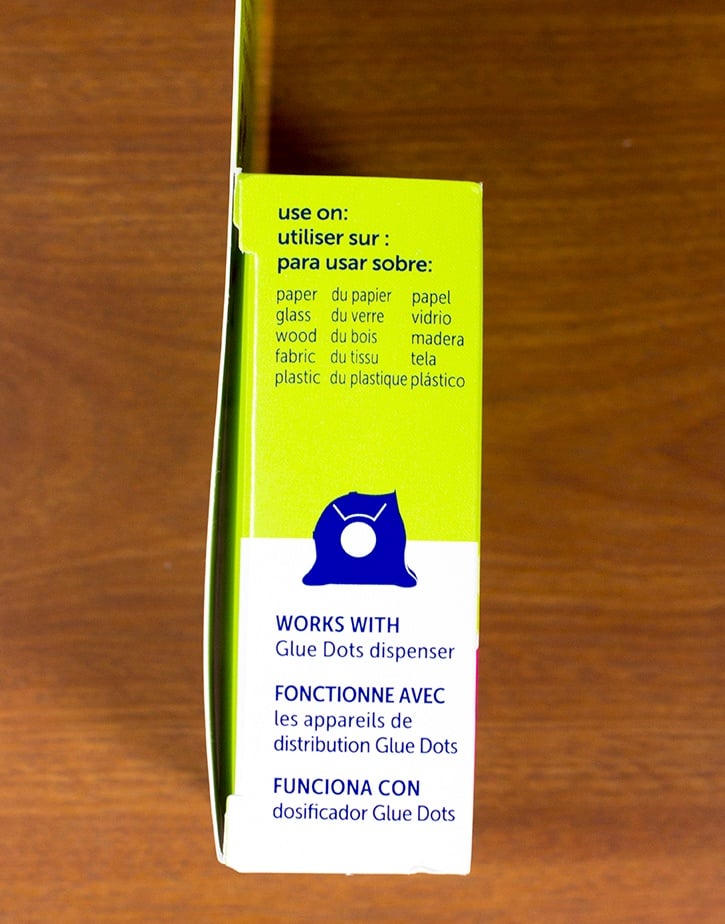 use on:
utiliser sur :
para usar sobre:
paper du papier papel
glass du verre vidrio
wood du bois madera
fabric du tissu tela
plastic du plastique plástico
WORKS WITH
Glue Dots dispenser
FONCTIONNE AVEC
les appareils de
distribution Glue Dots
FUNCIONA CON
dosificador Glue Dots